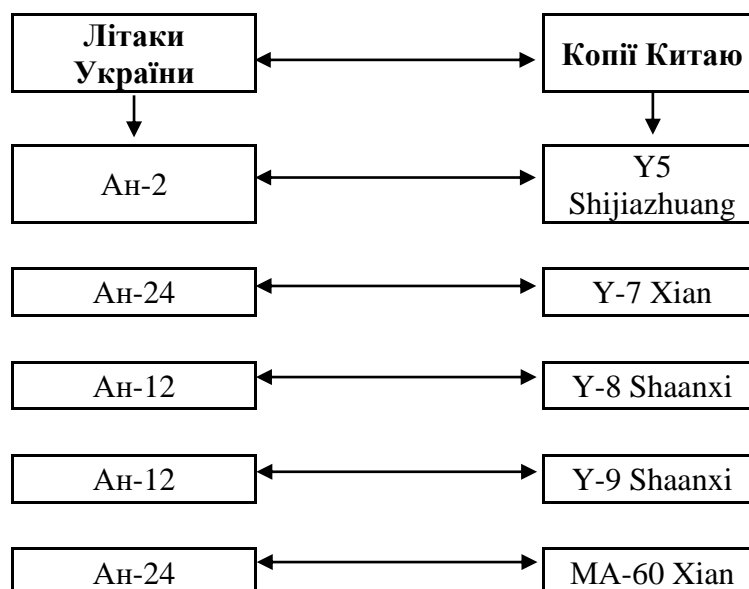 Літаки
України
Копії Китаю
Ан-2
Y5
Shijiazhuang
Ан-24
Y-7 Xian
Ан-12
Y-8 Shaanxi
Ан-12
Y-9 Shaanxi
Ан-24
MA-60 Xian